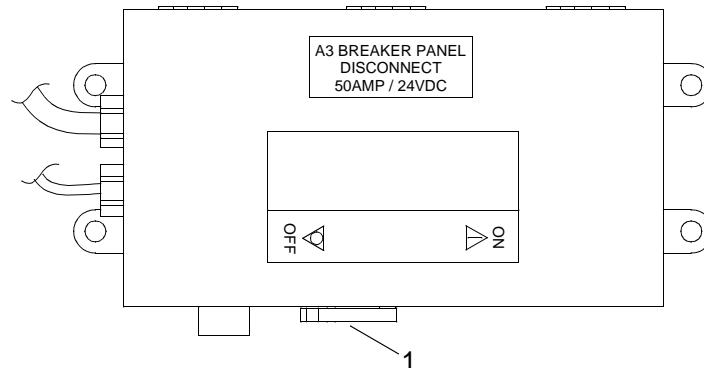 A3 BREAKER PANEL
DISCONNECT
50AMP / 24VDC
OFF
ON
1